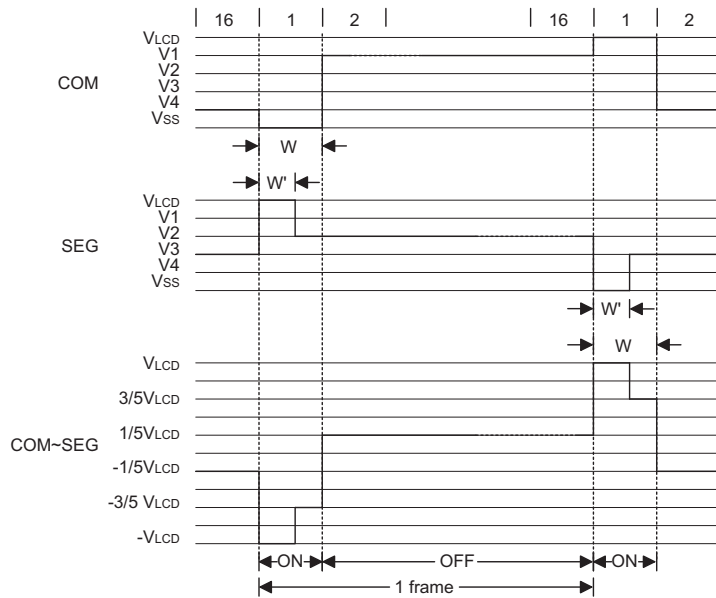 16 1 2 16 1 2
VLCD
V1
V2
V3
V4
VSS
COM
W
W'
VLCD
V1
V2
V3
V4
VSS
SEG
W'
W
VLCD
3/5VLCD
1/5VLCD
-1/5VLCD
-3/5 VLCD
-VLCD
COM~SEG
ON OFF ON
1 frame